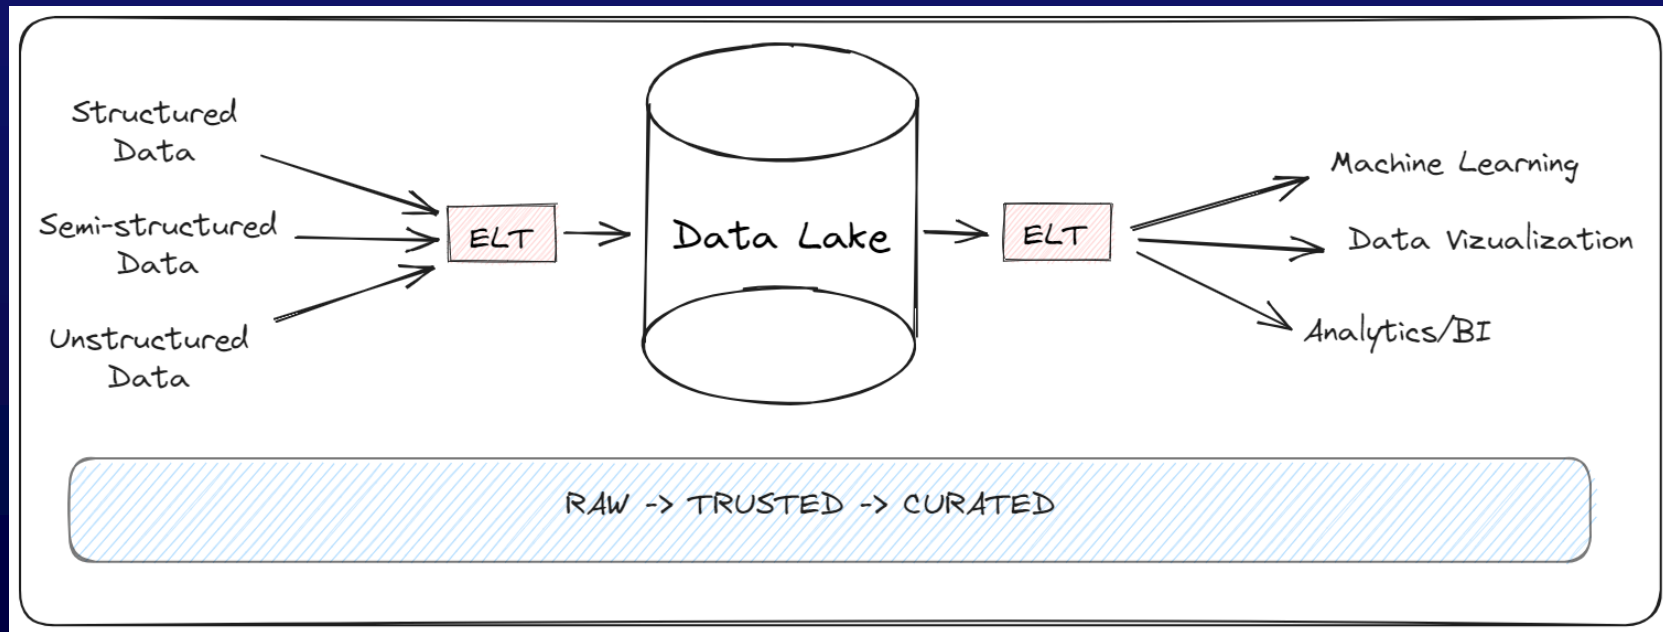 Structured
Data
Semi-structured
Data
Unstructured
Data
ELT
Data Lake
ELT
Machine Learning
Data Vizualization
Analytics/BI
RAW -> TRUSTED -> CURATED